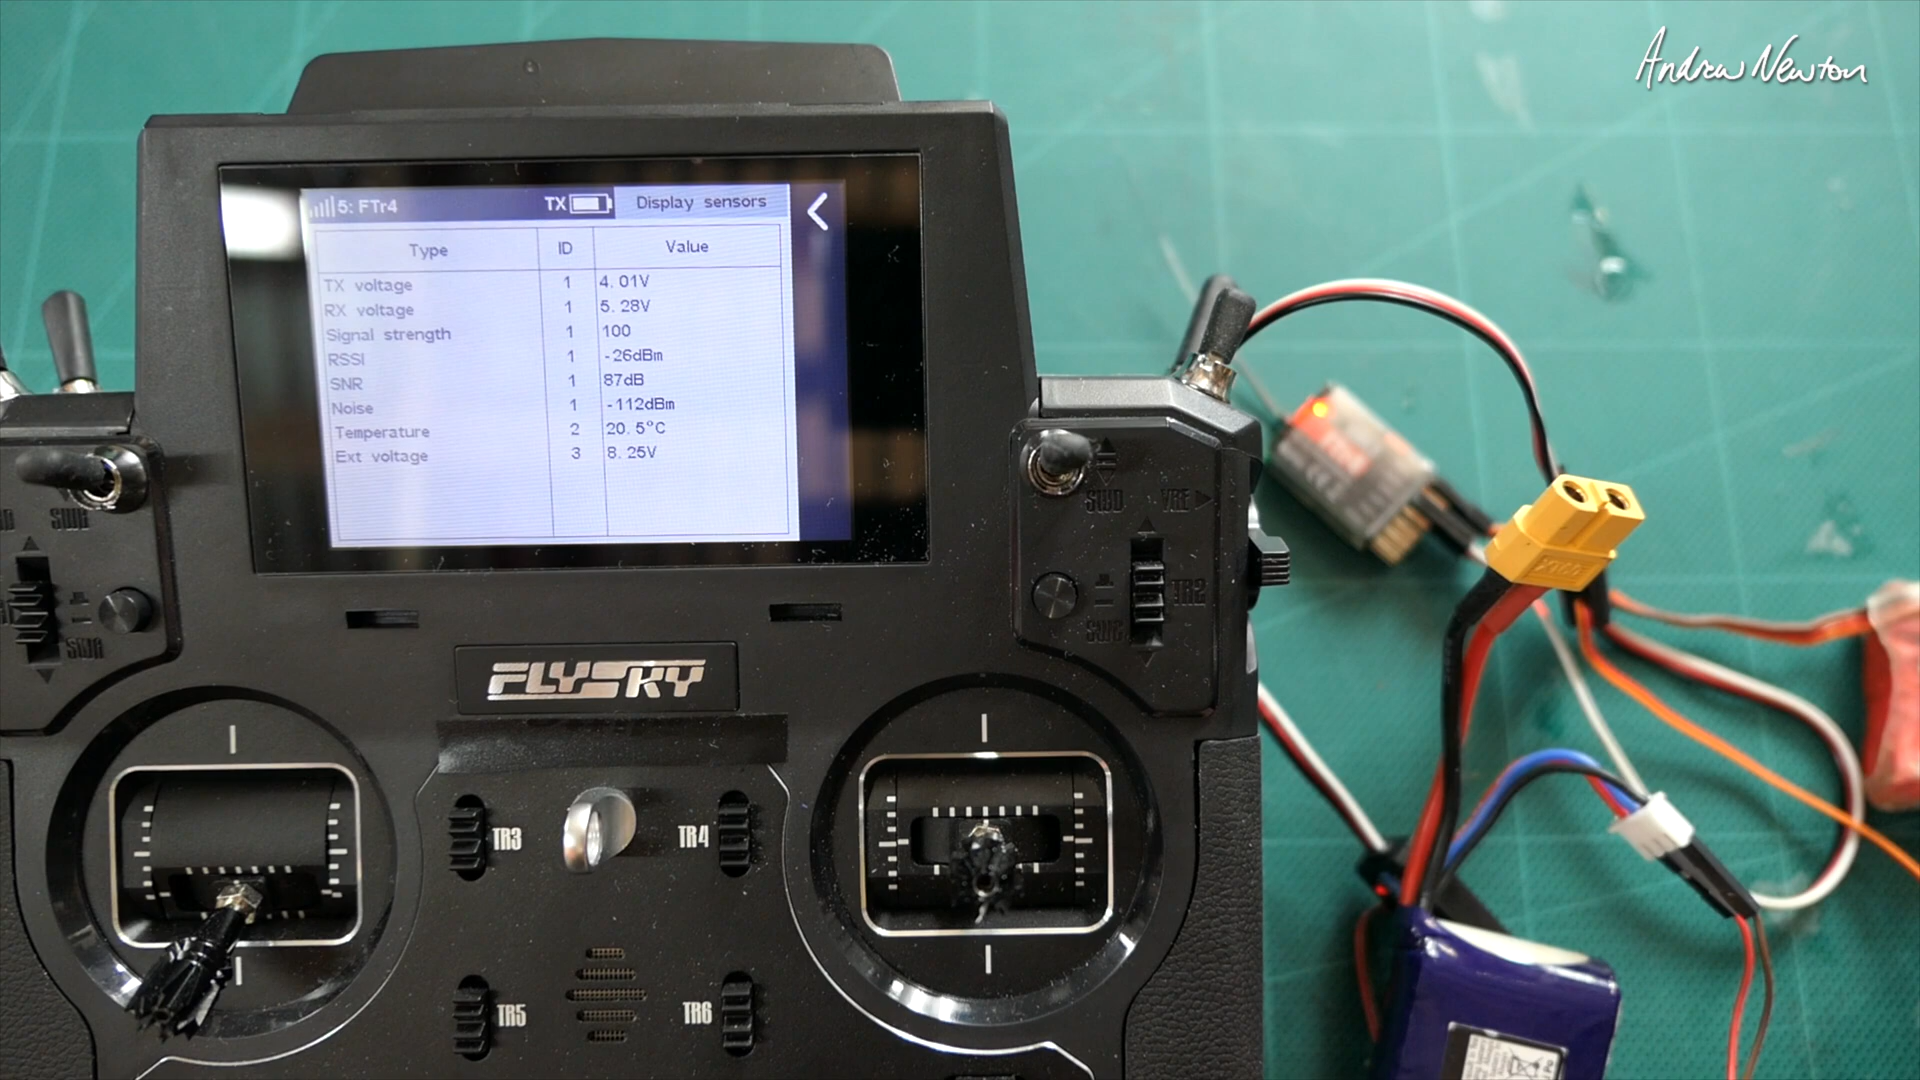 Andrew Newton
5: FTr4 TX Display sensors
Type ID Value
TX voltage 1 4.01V
RX voltage 1 5.28V
Signal strength 1 100
RSSI 1 -26dBm
SNR 1 87dB
Noise 1 -112dBm
Temperature 2 20.5°C
Ext voltage 3 8.25V
SWD VRE
TR2
FLYSKY
TR3 TR4
TR5 TR6